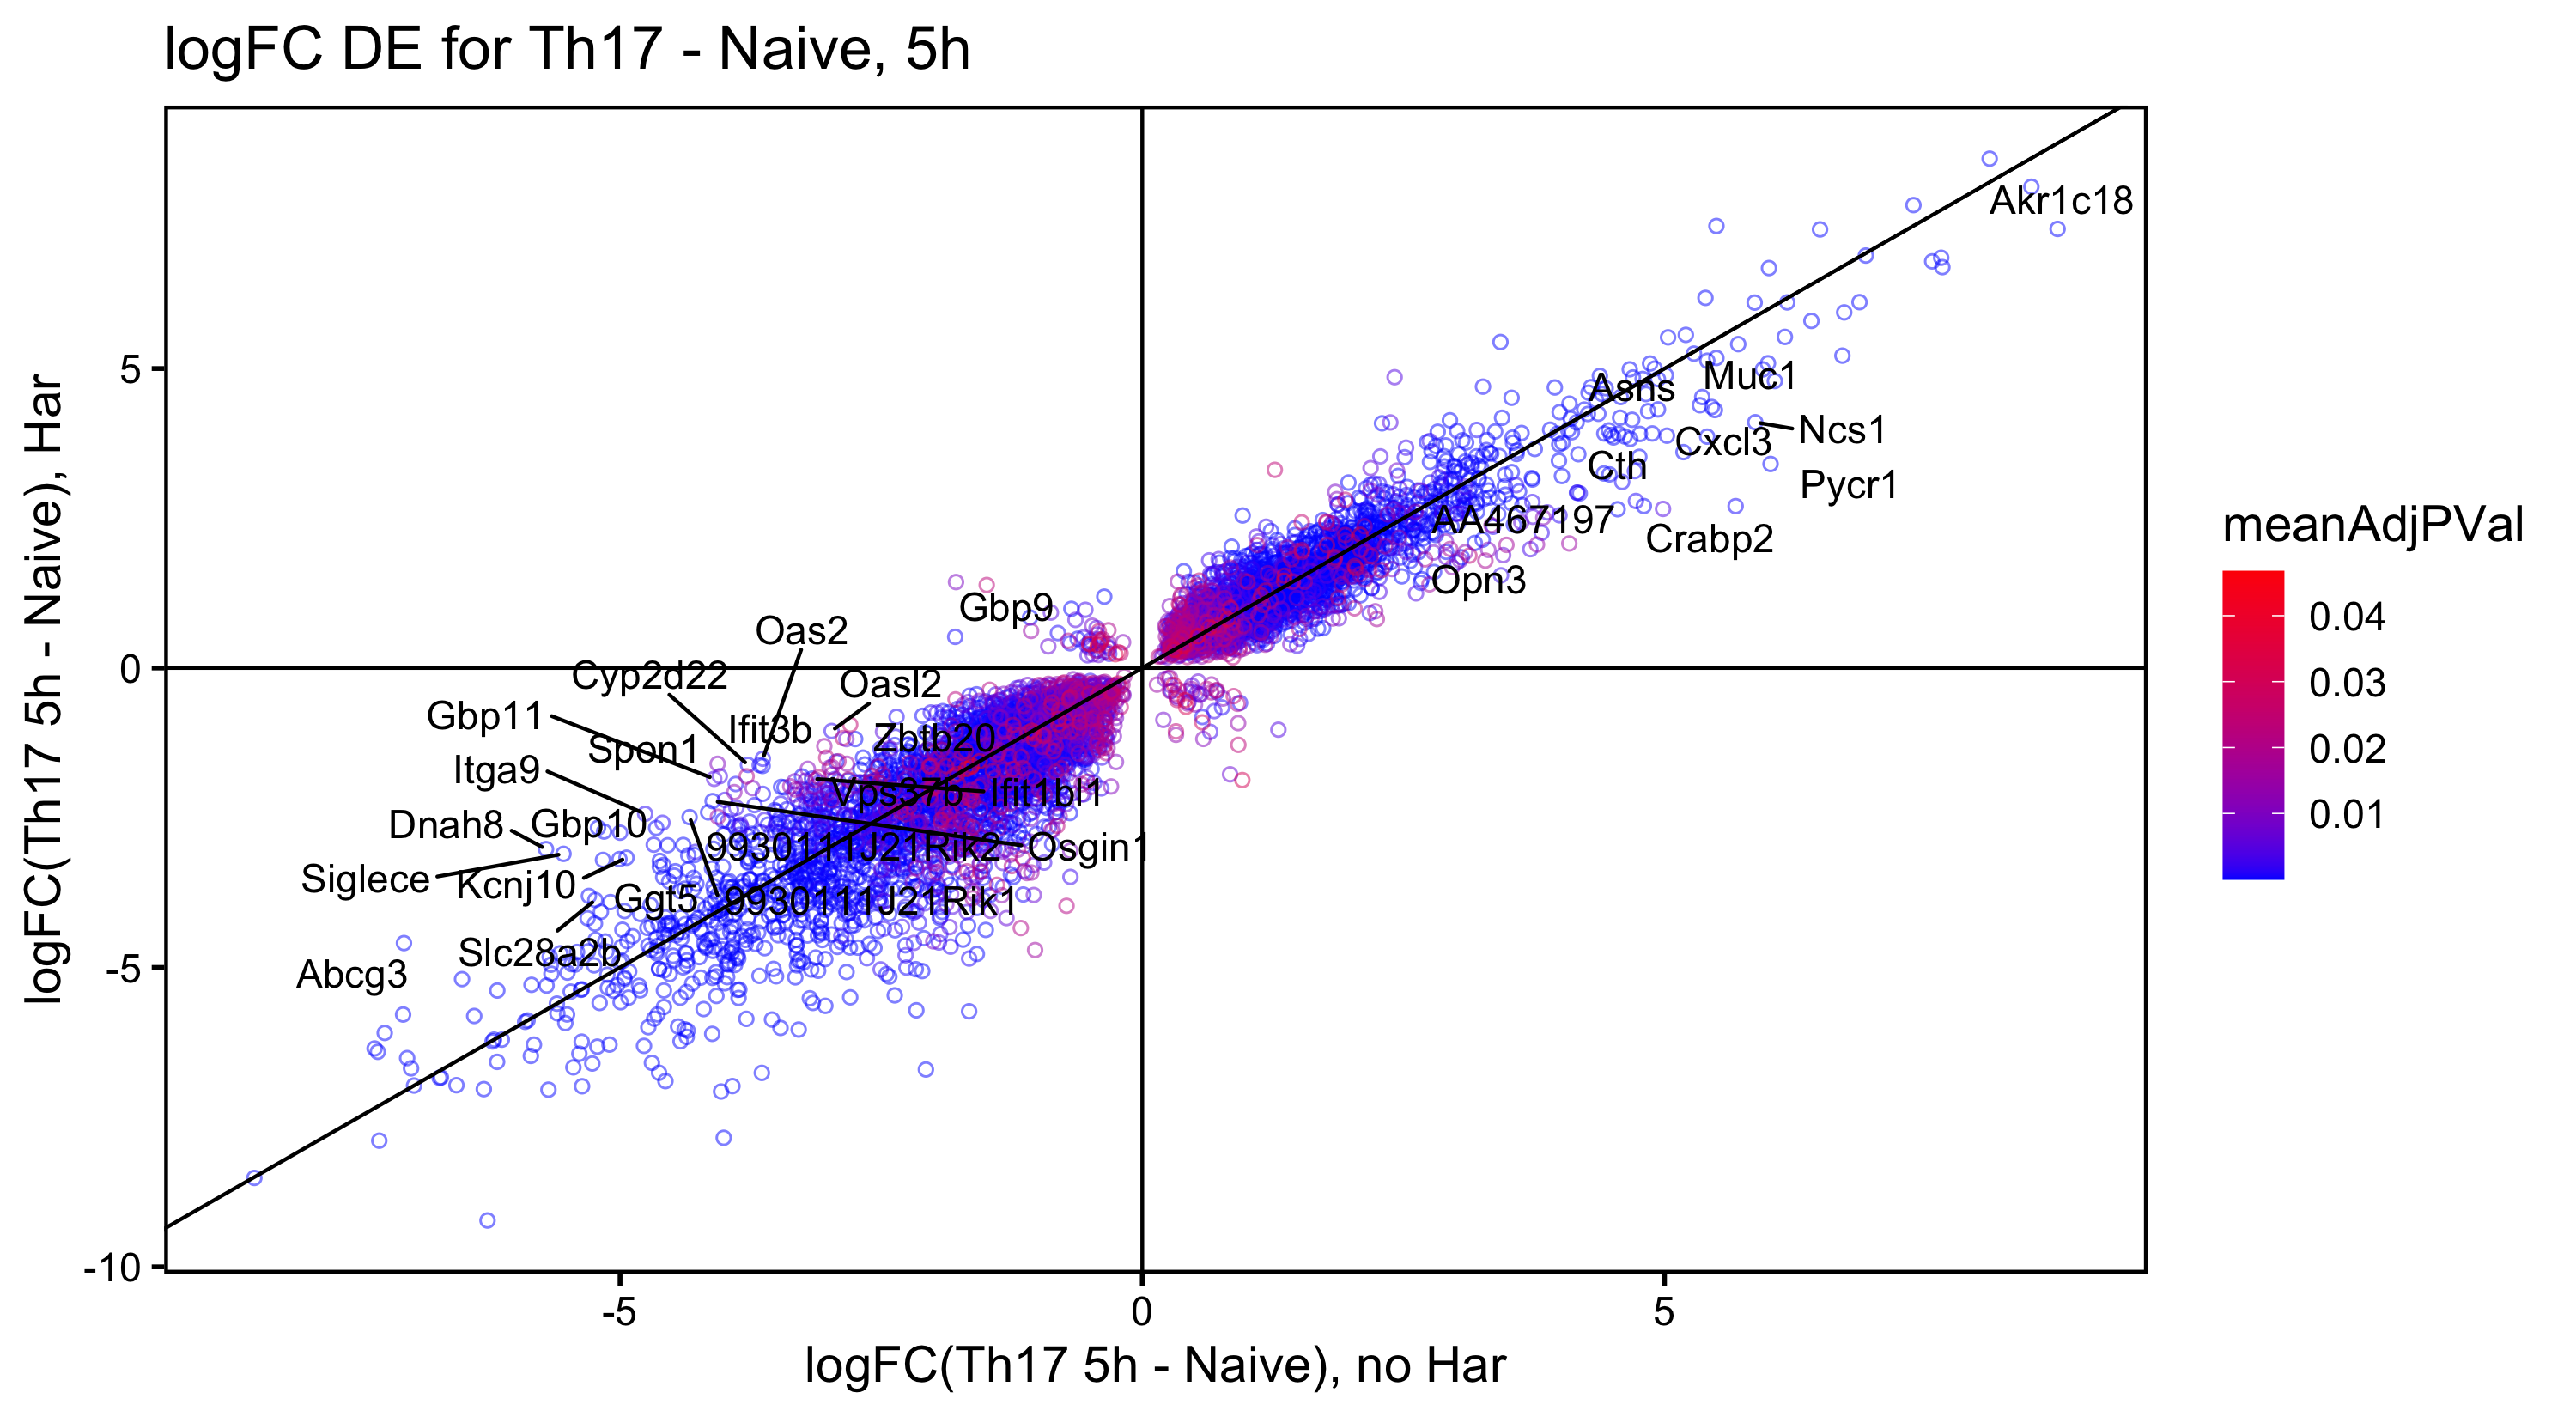 logFC DE for Th17 - Naive, 5h
logFC(Th17 5h - Naive), Har
5
0
-5
-10
-5
0
5
logFC(Th17 5h - Naive), no Har
Akr1c18
Asns
Muc1
Ncs1
Cxcl3
Cth
Pycr1
AA467197
Crabp2
Opn3
Gbp9
Oas2
Cyp2d22
Oasl2
Gbp11
Ifit3b
Zbtb20
Spon1
Itga9
Vps37b
Ifit1bl1
Dnah8
Gbp10
9930111J21Rik2
Osgin1
Siglece
Kcnj10
Ggt5
9930111J21Rik1
Slc28a2b
Abcg3
meanAdjPVal
0.04
0.03
0.02
0.01